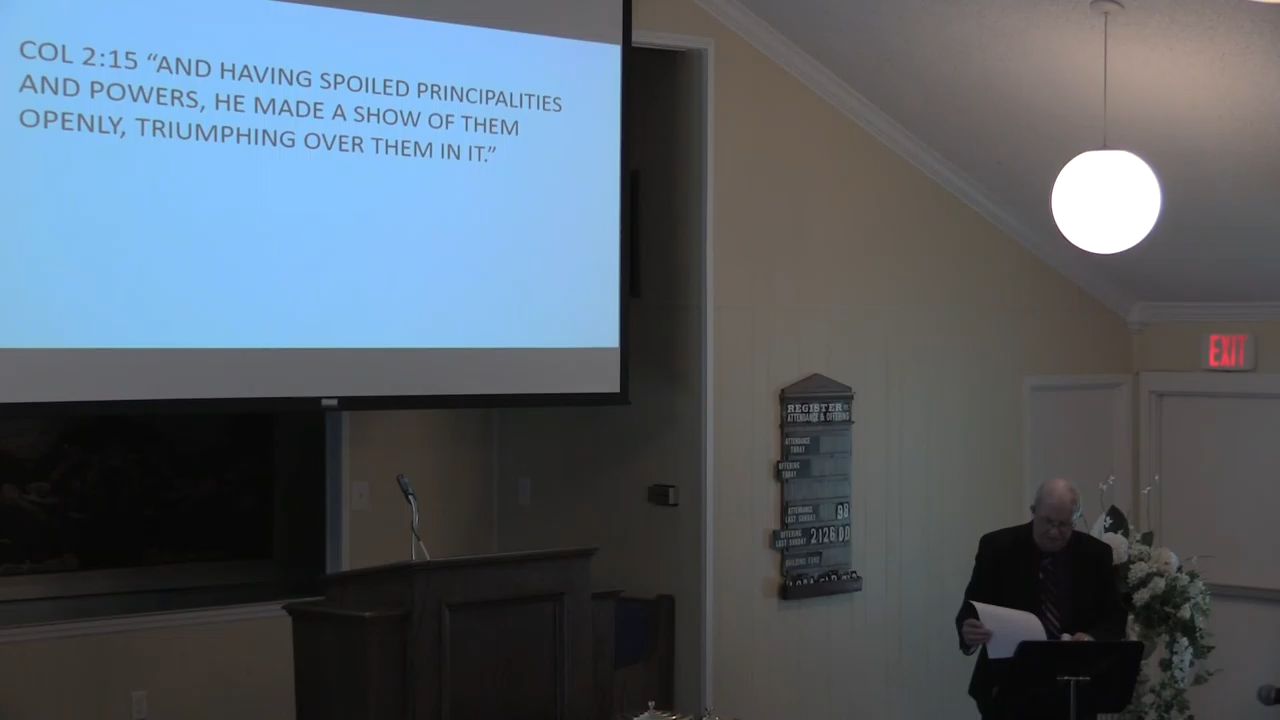 COL 2:15 “AND HAVING SPOILED PRINCIPALITIES
AND POWERS, HE MADE A SHOW OF THEM
OPENLY, TRIUMPHING OVER THEM IN IT.”
EXIT
REGISTER
ATTENDANCE & OFFERING
ATTENDANCE
TODAY
OFFERING
TODAY
ATTENDANCE
LAST SUNDAY 98
OFFERING
LAST SUNDAY 2126 00
BUILDING FUND